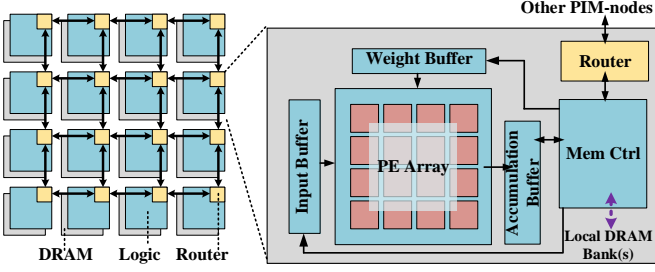 Other PIM-nodes
Weight Buffer
Router
Input Buffer
PE Array
Accumulation
Buffer
Mem Ctrl
Local DRAM
Bank(s)
DRAM
Logic
Router